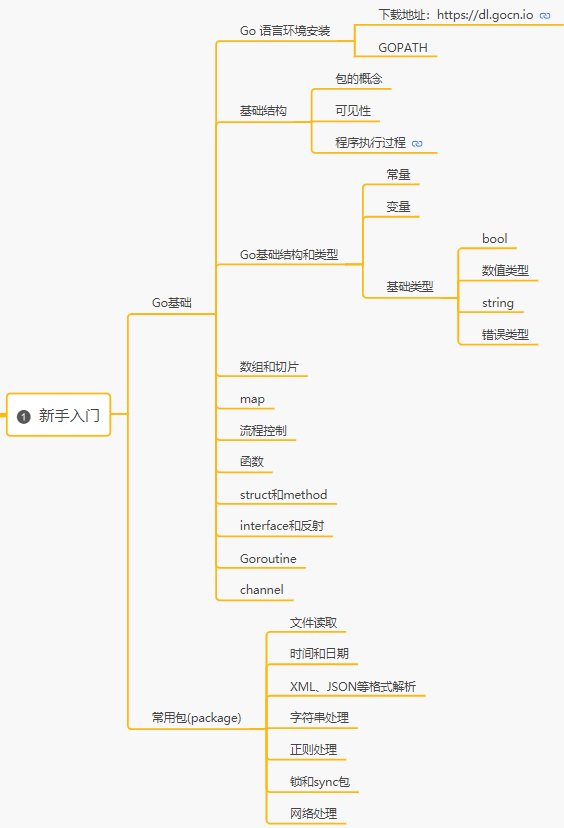 下载地址：https://dl.gocn.io
Go 语言环境安装
GOPATH
包的概念
基础结构
可见性
程序执行过程
常量
变量
Go基础结构和类型
bool
数值类型
基础类型
string
错误类型
Go基础
数组和切片
map
① 新手入门
流程控制
函数
struct和method
interface和反射
Goroutine
channel
文件读取
时间和日期
XML、JSON等格式解析
常用包(package)
字符串处理
正则处理
锁和sync包
网络处理